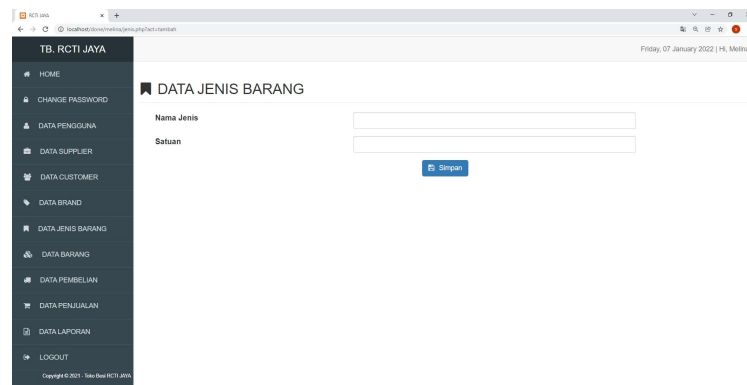 RCTI JAYA
localhost/done/melina/jenis.php?act=tambah
TB. RCTI JAYA
Friday, 07 January 2022 | Hi, Melina
HOME
CHANGE PASSWORD
DATA PENGGUNA
DATA SUPPLIER
DATA CUSTOMER
DATA BRAND
DATA JENIS BARANG
DATA BARANG
DATA PEMBELIAN
DATA PENJUALAN
DATA LAPORAN
LOGOUT
Copyright © 2021 - Toko Besi RCTI JAYA
DATA JENIS BARANG
Nama Jenis
Satuan
Simpan